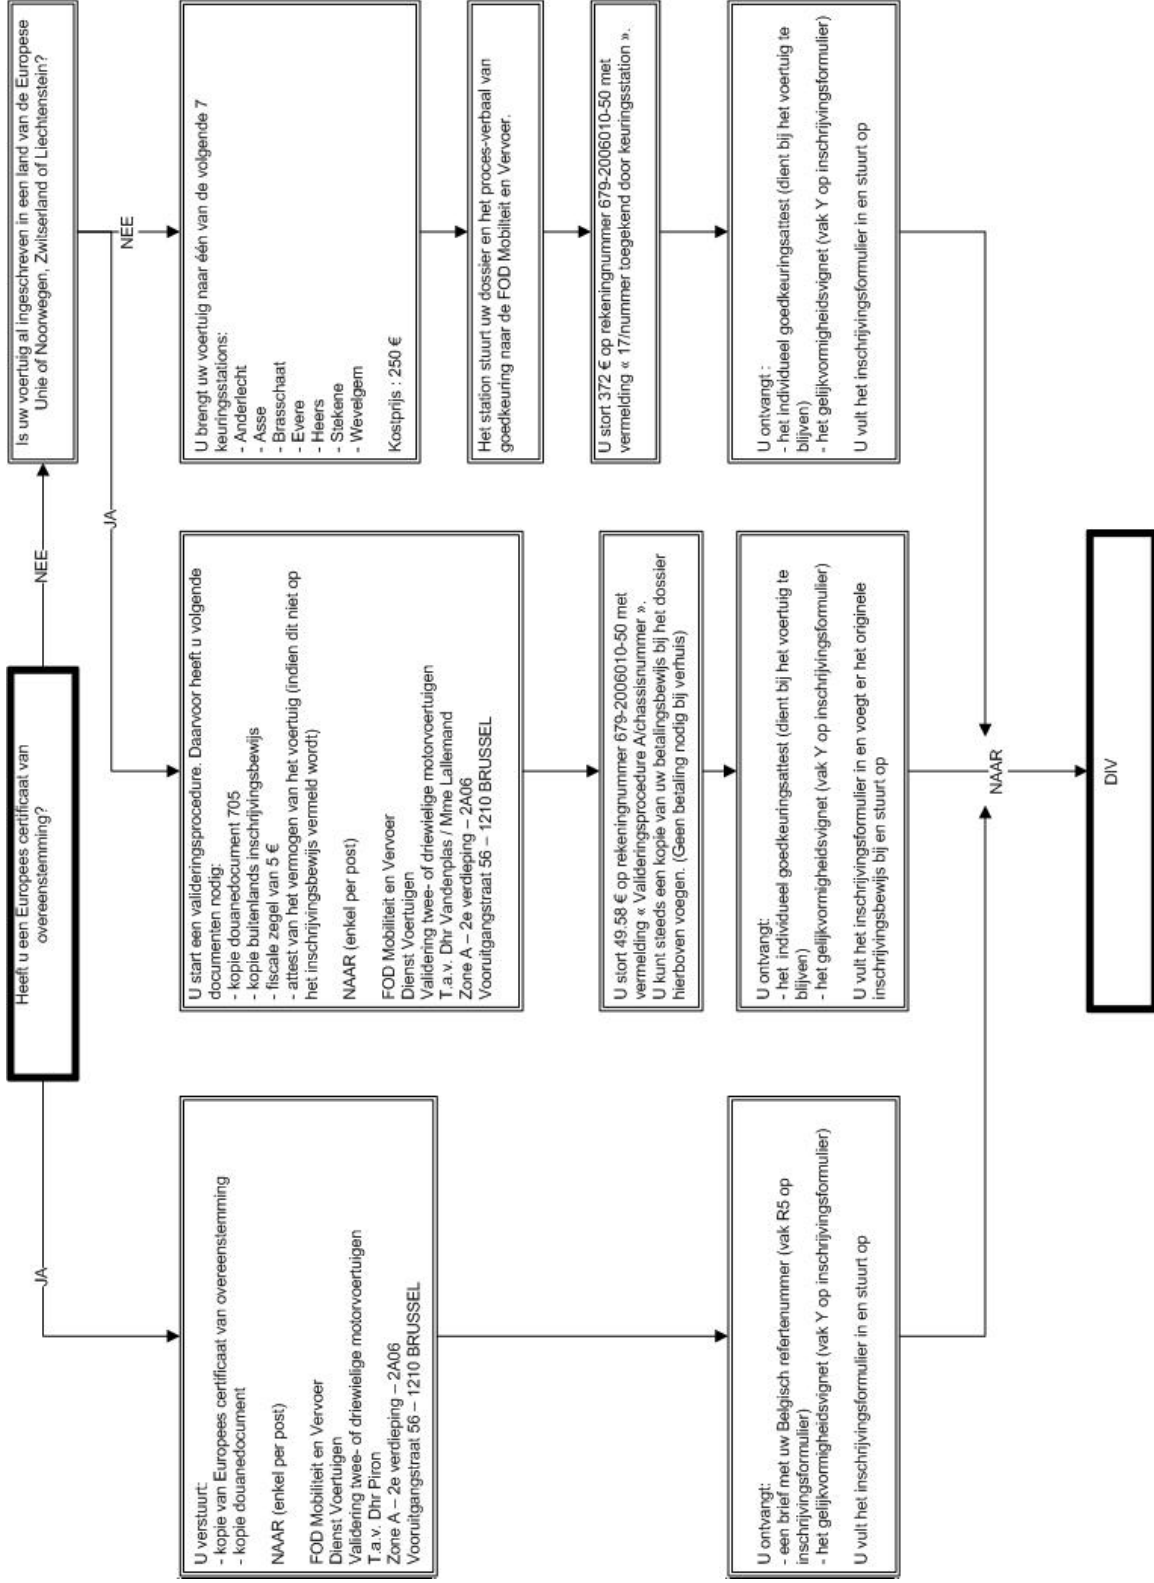 Heeft u een Europees certificaat van
overeenstemming?
JA
NEE
Is uw voertuig al ingeschreven in een land van de Europese
Unie of Noorwegen, Zwitserland of Liechtenstein?
JA
NEE
U verstuurt:
- kopie van Europees certificaat van overeenstemming
- kopie douanedocument
NAAR (enkel per post)
FOD Mobiliteit en Vervoer
Dienst Voertuigen
Validering twee- of driewielige motorvoertuigen
T.a.v. Dhr Piron
Zone A – 2e verdieping – 2A06
Vooruitgangstraat 56 – 1210 BRUSSEL
U ontvangt:
- een brief met uw Belgisch refertenummer (vak R5 op
inschrijvingsformulier)
- het gelijkvormigheidsvignet (vak Y op inschrijvingsformulier)
U vult het inschrijvingsformulier in en stuurt op
U start een valideringsprocedure. Daarvoor heeft u volgende
documenten nodig:
- kopie douanedocument 705
- kopie buitenlands inschrijvingsbewijs
- fiscale zegel van 5 €
- attest van het vermogen van het voertuig (indien dit niet op
het inschrijvingsbewijs vermeld wordt)
NAAR (enkel per post)
FOD Mobiliteit en Vervoer
Dienst Voertuigen
Validering twee- of driewielige motorvoertuigen
T.a.v. Dhr Vandenplas / Mme Lallemand
Zone A – 2e verdieping – 2A06
Vooruitgangstraat 56 – 1210 BRUSSEL
U stort 49.58 € op rekeningnummer 679-2006010-50 met
vermelding « Valideringsprocedure A/chassisnummer ».
U kunt steeds een kopie van uw betalingsbewijs bij het dossier
hierboven voegen. (Geen betaling nodig bij verhuis)
U ontvangt:
- het individueel goedkeuringsattest (dient bij het voertuig te
blijven)
- het gelijkvormigheidsvignet (vak Y op inschrijvingsformulier)
U vult het inschrijvingsformulier in en voegt er het originele
inschrijvingsbewijs bij en stuurt op
U brengt uw voertuig naar één van de volgende 7
keuringsstations:
- Anderlecht
- Asse
- Brasschaat
- Evere
- Heers
- Stekene
- Wevelgem
Kostprijs : 250 €
Het station stuurt uw dossier en het proces-verbaal van
goedkeuring naar de FOD Mobiliteit en Vervoer.
U stort 372 € op rekeningnummer 679-2006010-50 met
vermelding « 17/nummer toegekend door keuringsstation ».
U ontvangt :
- het individueel goedkeuringsattest (dient bij het voertuig te
blijven)
- het gelijkvormigheidsvignet (vak Y op inschrijvingsformulier)
U vult het inschrijvingsformulier in en stuurt op
NAAR
DIV